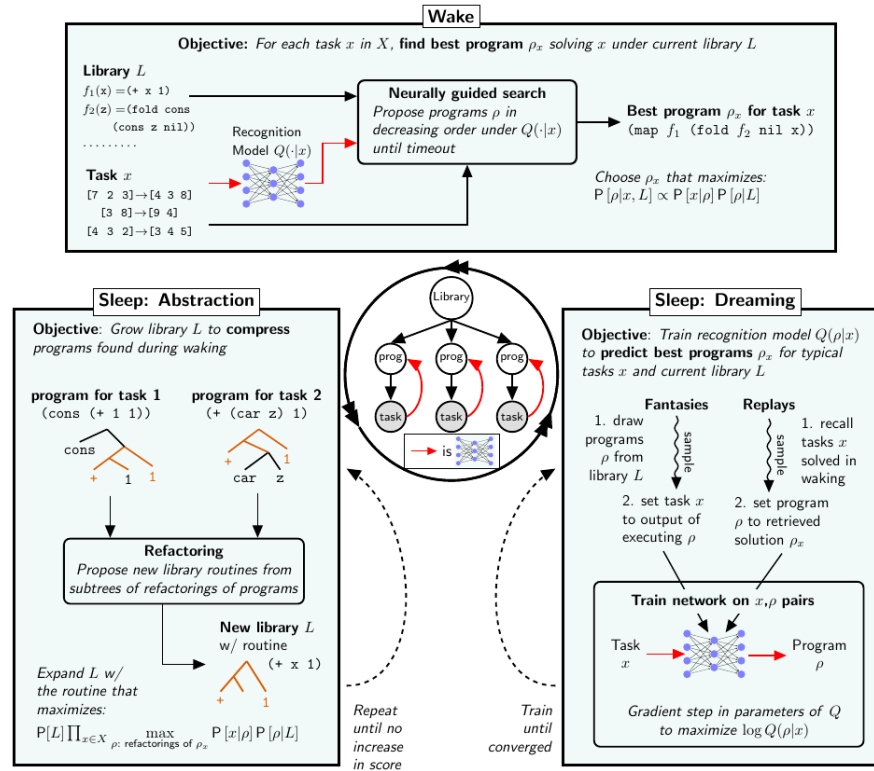 Wake
Objective: For each task x in X, find best program ρₓ solving x under current library L
Library L
f₁(x) =(+ x 1)
f₂(z) =(fold cons
(cons z nil))
.........
Recognition
Model Q(·|x)
Task x
[7 2 3]→[4 3 8]
[3 8]→[9 4]
[4 3 2]→[3 4 5]
Neurally guided search
Propose programs ρ in
decreasing order under Q(·|x)
until timeout
Best program ρₓ for task x
(map f₁ (fold f₂ nil x))
Choose ρₓ that maximizes:
P [ρ|x, L] ∝ P [x|ρ] P [ρ|L]
Sleep: Abstraction
Objective: Grow library L to compress
programs found during waking
program for task 1
(cons (+ 1 1))
cons
+ 1 1
program for task 2
(+ (car z) 1)
+ 1
car z
Refactoring
Propose new library routines from
subtrees of refactorings of programs
New library L
w/ routine
(+ x 1)
+ 1
Expand L w/
the routine that
maximizes:
P[L] ∏ₓ∈X max P [x|ρ] P [ρ|L]
ρ: refactorings of ρₓ
Library
prog prog prog
task task task
is
Repeat
until no
increase
in score
Train
until
converged
Sleep: Dreaming
Objective: Train recognition model Q(ρ|x)
to predict best programs ρₓ for typical
tasks x and current library L
Fantasies
1. draw
programs
ρ from
library L
sample
2. set task x
to output of
executing ρ
Replays
sample
1. recall
tasks x
solved in
waking
2. set program
ρ to retrieved
solution ρₓ
Train network on x,ρ pairs
Task
x
Program
ρ
Gradient step in parameters of Q
to maximize log Q(ρ|x)